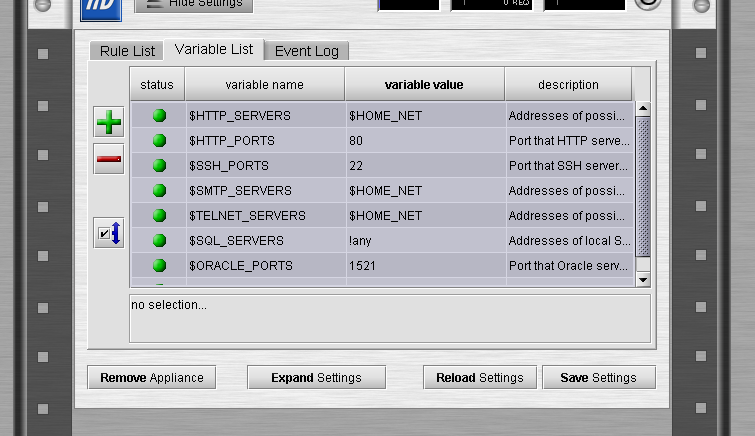 Hide Settings
0 REQ
Rule List Variable List Event Log
status variable name variable value description
$HTTP_SERVERS $HOME_NET Addresses of possi...
$HTTP_PORTS 80 Port that HTTP serve...
$SSH_PORTS 22 Port that SSH server...
$SMTP_SERVERS $HOME_NET Addresses of possi...
$TELNET_SERVERS $HOME_NET Addresses of possi...
$SQL_SERVERS !any Addresses of local S...
$ORACLE_PORTS 1521 Port that Oracle serv...
no selection...
Remove Appliance Expand Settings Reload Settings Save Settings